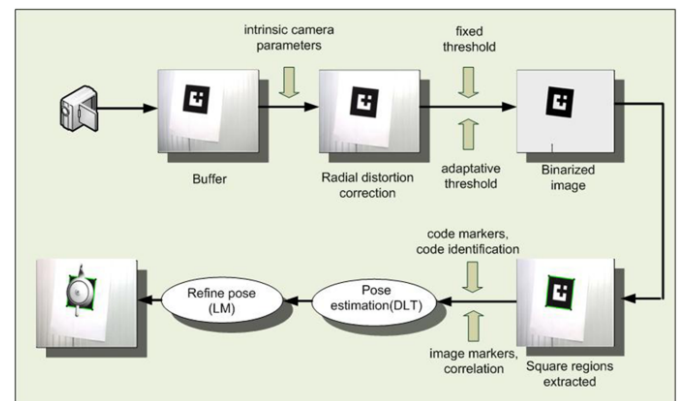 intrinsic camera
parameters
fixed
threshold
Buffer
Radial distortion
correction
adaptative
threshold
Binarized
image
code markers,
code identification
Refine pose
(LM)
Pose
estimation(DLT)
image markers,
correlation
Square regions
extracted